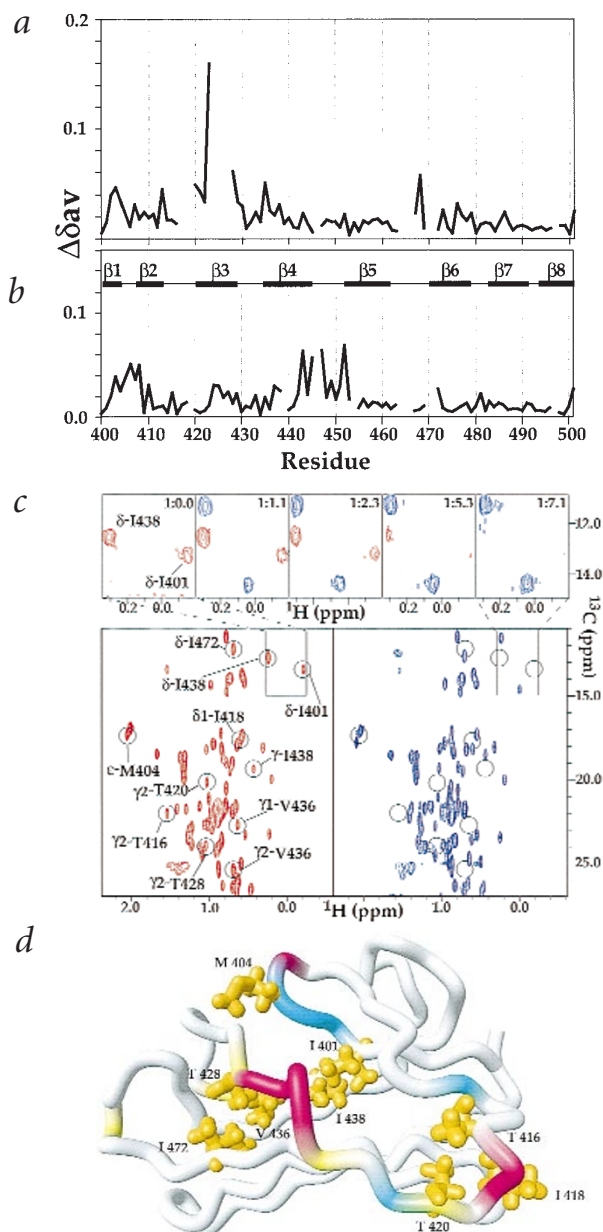 a
0.2
0.1
Δδav
β1 β2 β3 β4 β5 β6 β7 β8
b
0.1
0.0
400 410 420 430 440 450 460 470 480 490 500
Residue
c
1:0.0 1:1.1 1:2.3 1:5.3 1:7.1
δ-I438
δ-I401
12.0
14.0
0.2 0.0 0.2 0.0 ¹H (ppm) 0.2 0.0 0.2 0.0
¹³C (ppm)
δ-I472
δ-I438
δ-I401
15.0
δ1-I418
ε-M404
γ-I438
20.0
γ2-T420
γ1-V436
γ2-T416
γ2-V436
γ2-T428
25.0
2.0 1.0 0.0 ¹H (ppm) 1.0 0.0
d
M 404
I 401
T 428
I 438
V 436
T 416
I 472
I 418
T 420